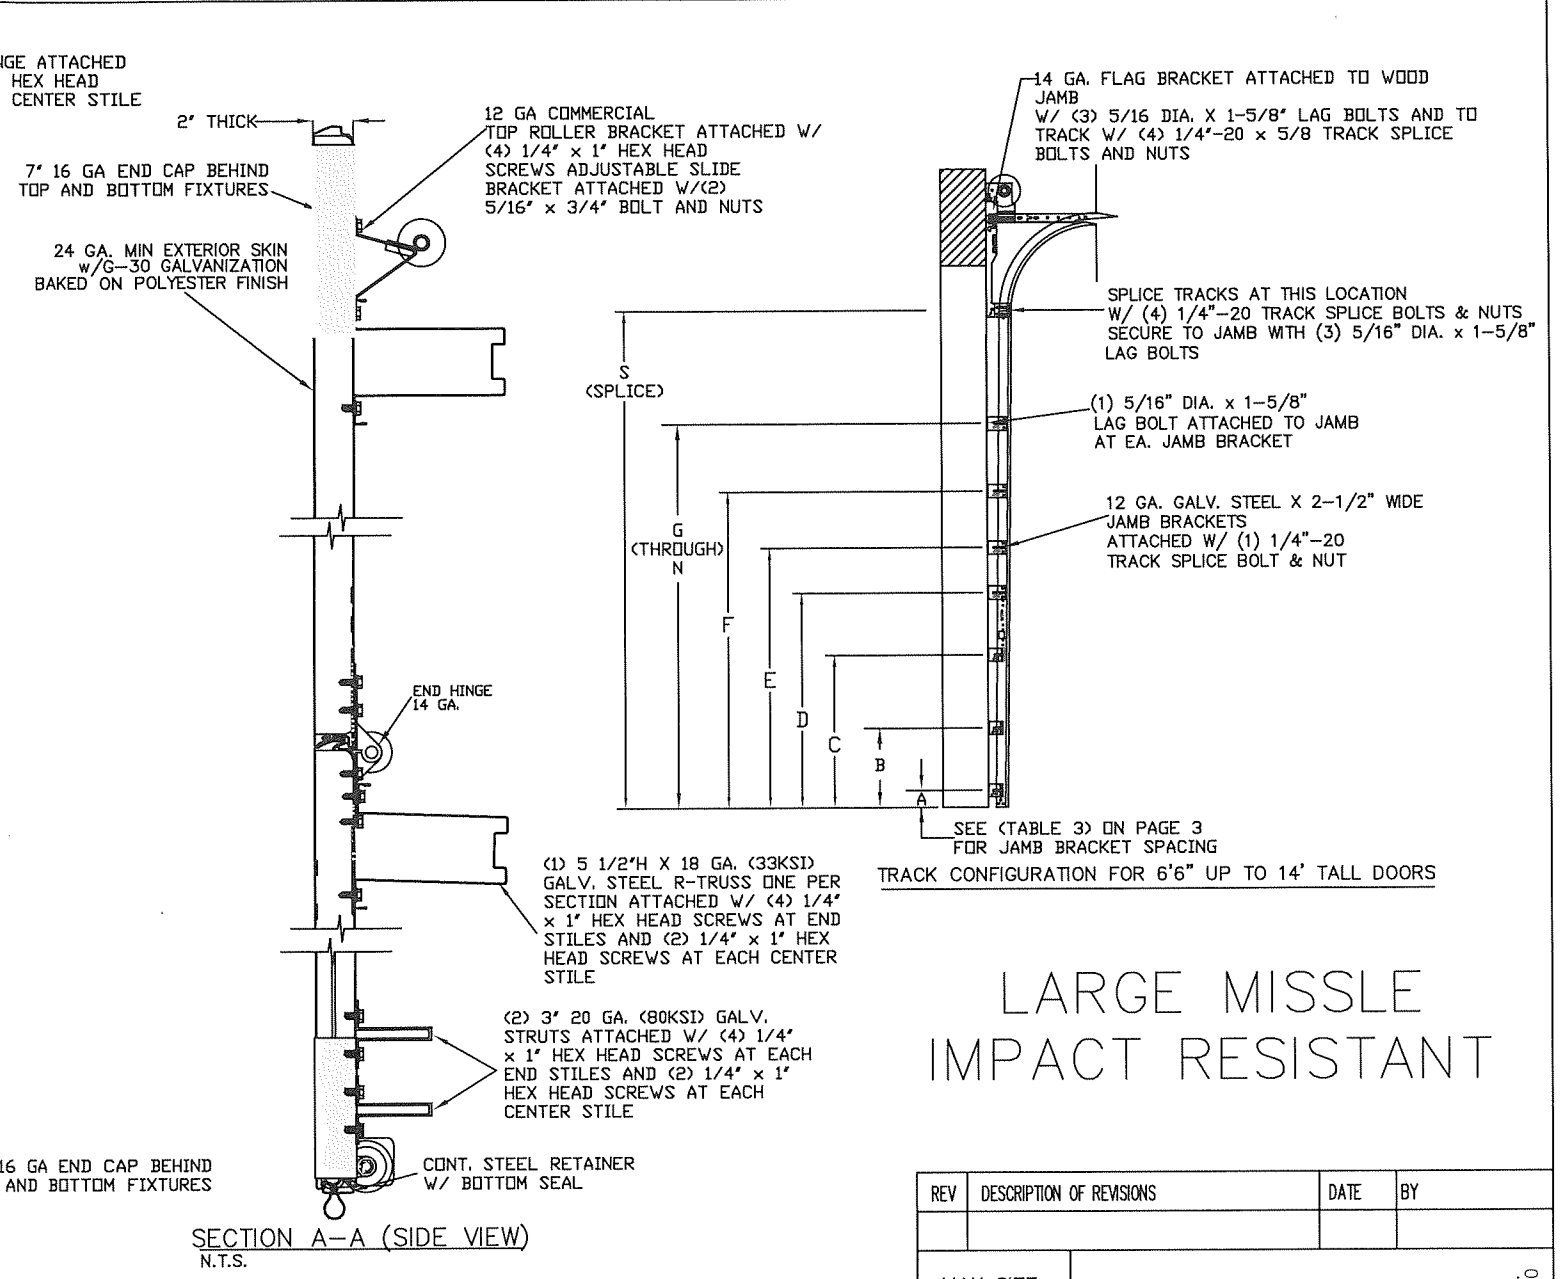 NGE ATTACHED
HEX HEAD
CENTER STILE
2" THICK
7" 16 GA END CAP BEHIND
TOP AND BOTTOM FIXTURES
24 GA. MIN EXTERIOR SKIN
w/G-30 GALVANIZATION
BAKED ON POLYESTER FINISH
12 GA COMMERCIAL
TOP ROLLER BRACKET ATTACHED W/
(4) 1/4" x 1" HEX HEAD
SCREWS ADJUSTABLE SLIDE
BRACKET ATTACHED W/(2)
5/16" x 3/4" BOLT AND NUTS
END HINGE
14 GA.
(1) 5 1/2"H X 18 GA. (33KSI)
GALV. STEEL R-TRUSS ONE PER
SECTION ATTACHED W/ (4) 1/4"
x 1" HEX HEAD SCREWS AT END
STILES AND (2) 1/4" x 1" HEX
HEAD SCREWS AT EACH CENTER
STILE
(2) 3" 20 GA. (80KSI) GALV.
STRUTS ATTACHED W/ (4) 1/4"
x 1" HEX HEAD SCREWS AT EACH
END STILES AND (2) 1/4" x 1"
HEX HEAD SCREWS AT EACH
CENTER STILE
16 GA END CAP BEHIND
AND BOTTOM FIXTURES
CONT. STEEL RETAINER
W/ BOTTOM SEAL
SECTION A-A (SIDE VIEW)
N.T.S.
14 GA. FLAG BRACKET ATTACHED TO WOOD
JAMB
W/ (3) 5/16 DIA. X 1-5/8" LAG BOLTS AND TO
TRACK W/ (4) 1/4"-20 x 5/8 TRACK SPLICE
BOLTS AND NUTS
SPLICE TRACKS AT THIS LOCATION
W/ (4) 1/4"-20 TRACK SPLICE BOLTS & NUTS
SECURE TO JAMB WITH (3) 5/16" DIA. x 1-5/8"
LAG BOLTS
(1) 5/16" DIA. x 1-5/8"
LAG BOLT ATTACHED TO JAMB
AT EA. JAMB BRACKET
12 GA. GALV. STEEL X 2-1/2" WIDE
JAMB BRACKETS
ATTACHED W/ (1) 1/4"-20
TRACK SPLICE BOLT & NUT
S
(SPLICE)
G
(THROUGH)
N
F
E
D
C
B
A
SEE (TABLE 3) ON PAGE 3
FOR JAMB BRACKET SPACING
TRACK CONFIGURATION FOR 6'6" UP TO 14' TALL DOORS
LARGE MISSLE
IMPACT RESISTANT
REV DESCRIPTION OF REVISIONS DATE BY